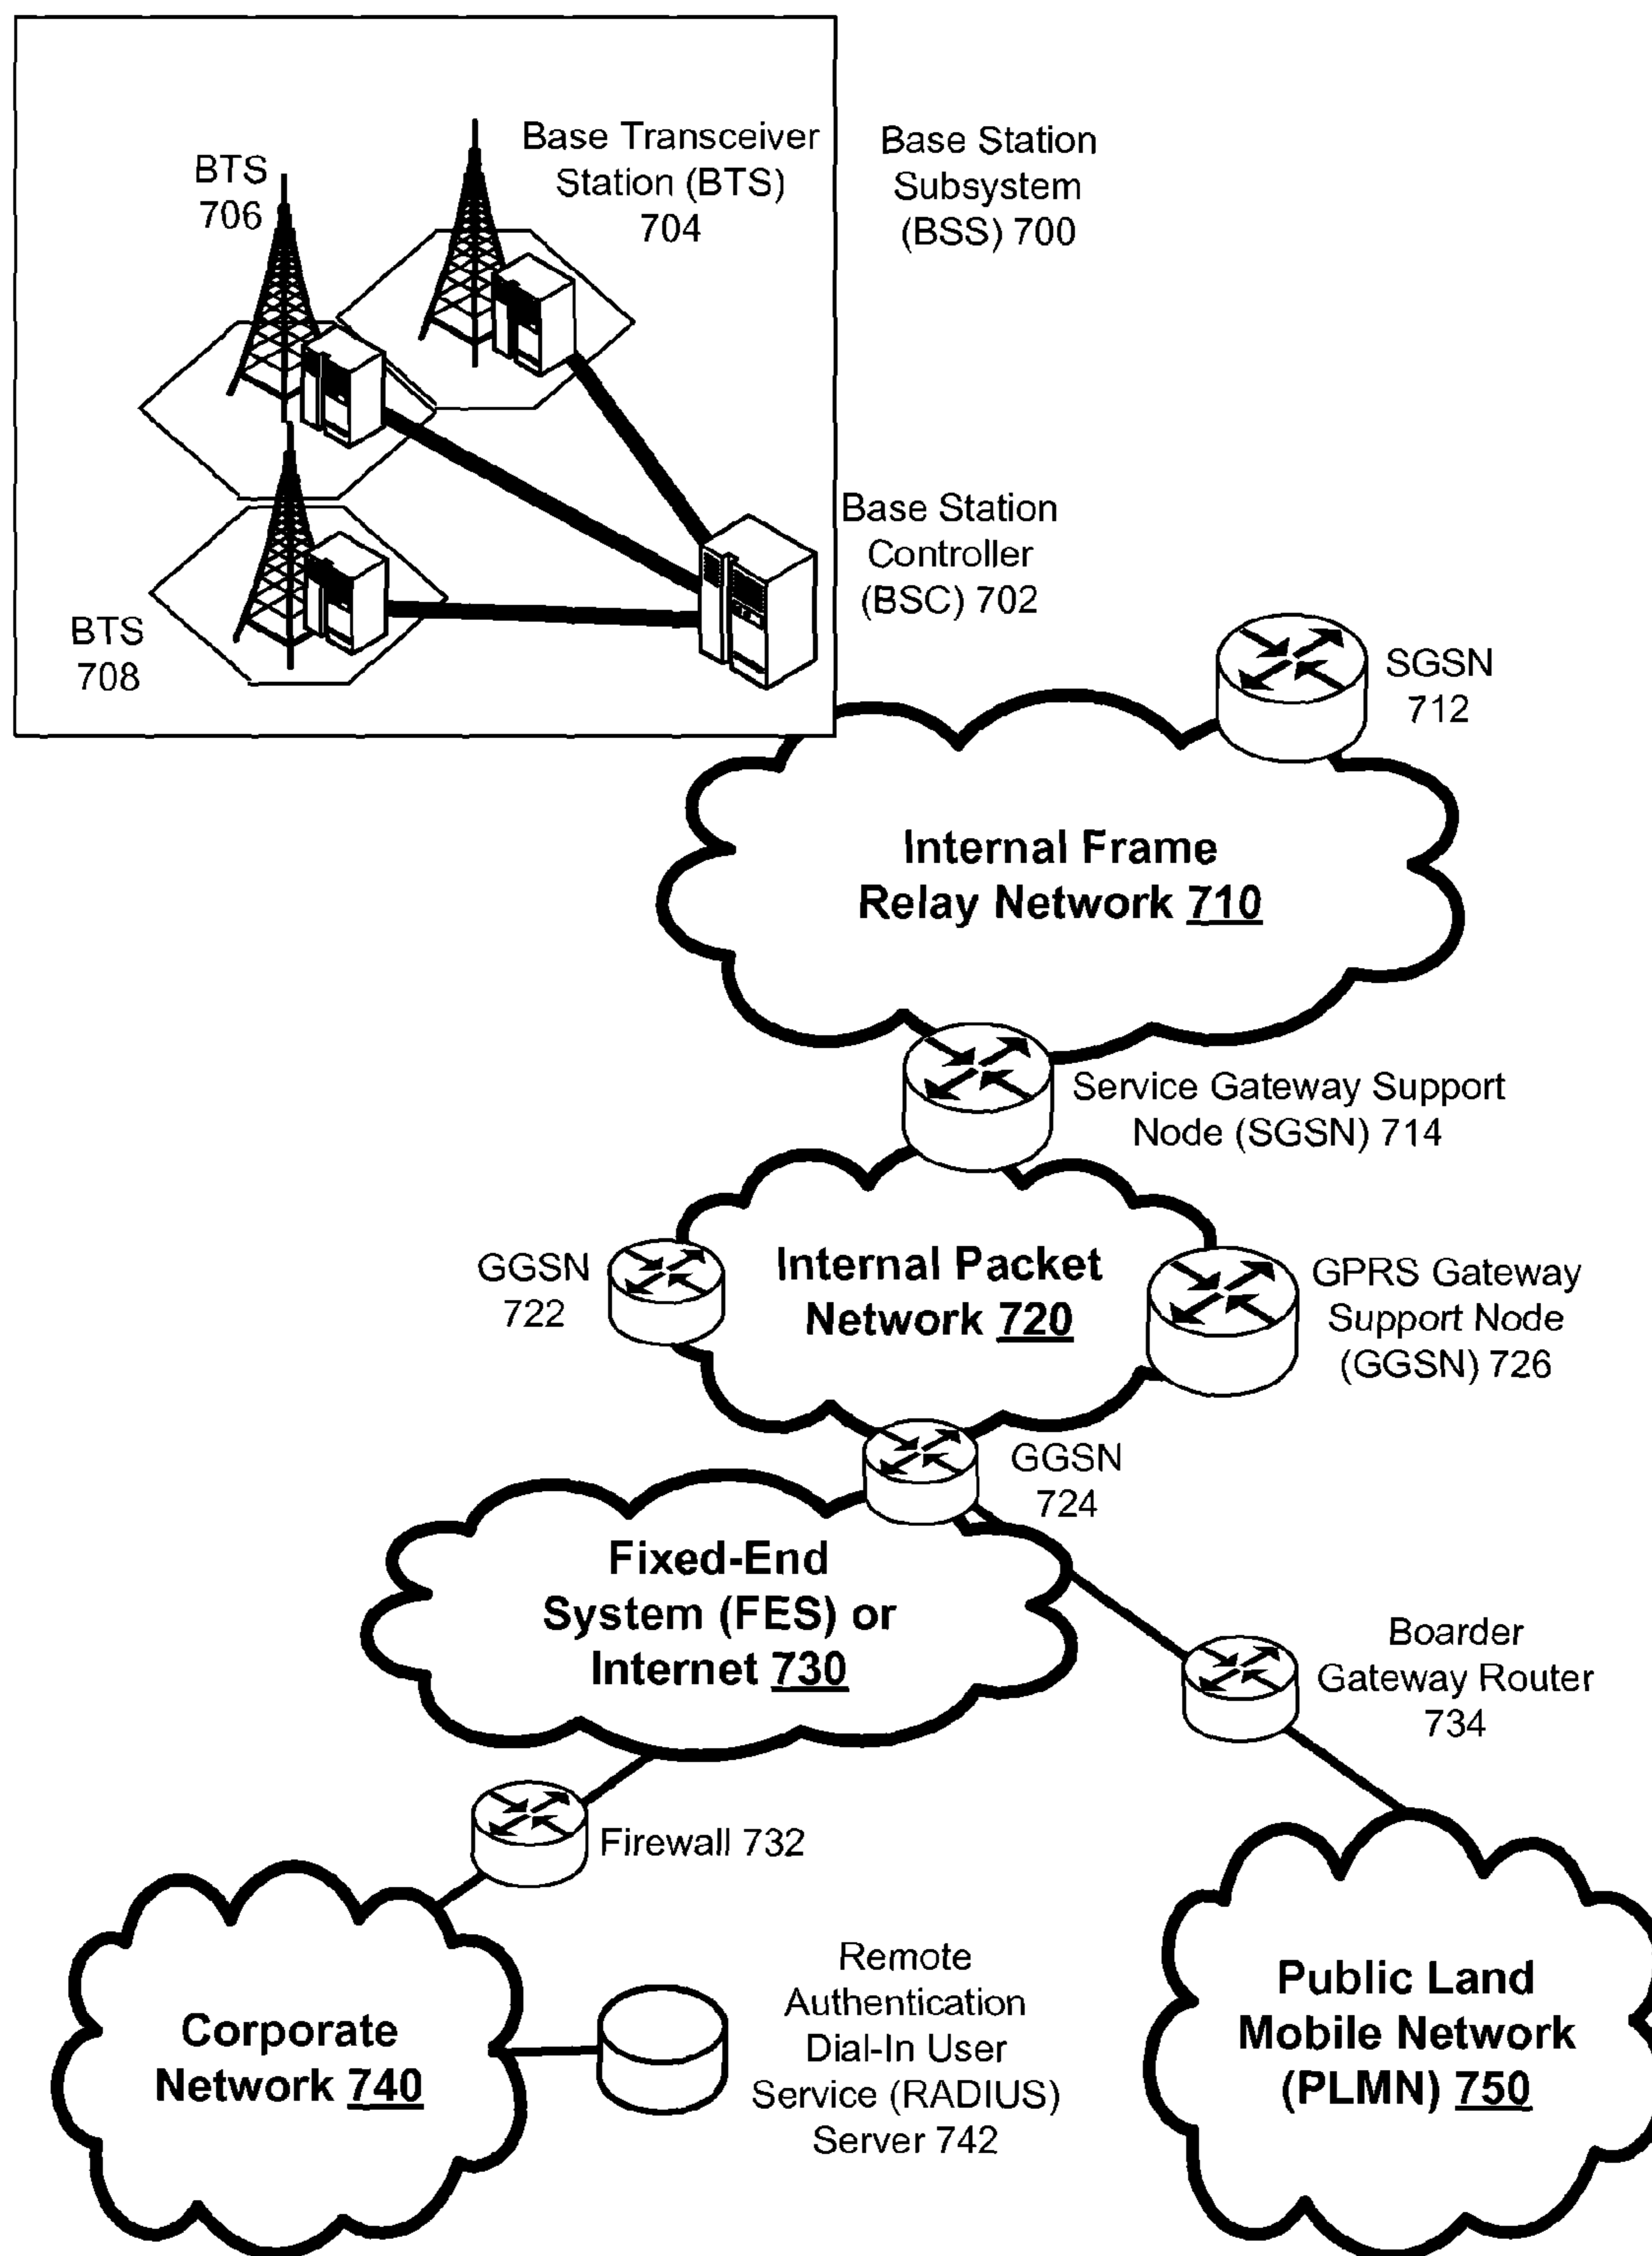 BTS
706
Base Transceiver
Station (BTS)
704
Base Station
Subsystem
(BSS) 700
Base Station
Controller
(BSC) 702
BTS
708
SGSN
712
Internal Frame
Relay Network 710
Service Gateway Support
Node (SGSN) 714
GGSN
722
Internal Packet
Network 720
GPRS Gateway
Support Node
(GGSN) 726
GGSN
724
Fixed-End
System (FES) or
Internet 730
Boarder
Gateway Router
734
Firewall 732
Corporate
Network 740
Remote
Authentication
Dial-In User
Service (RADIUS)
Server 742
Public Land
Mobile Network
(PLMN) 750